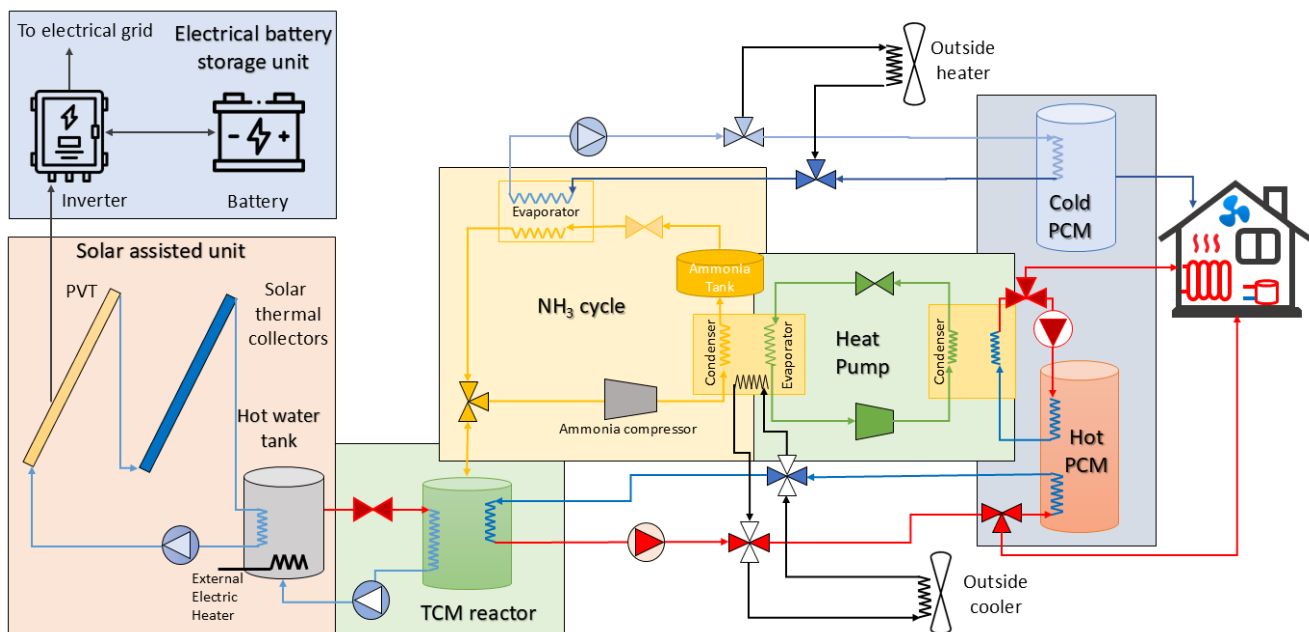 To electrical grid
Electrical battery
storage unit
Inverter
Battery
Outside
heater
Cold
PCM
Evaporator
Solar assisted unit
PVT
Solar
thermal
collectors
Ammonia
Tank
NH₃ cycle
Condenser
Evaporator
Heat
Pump
Condenser
Hot water
tank
Ammonia compressor
Hot
PCM
External
Electric
Heater
TCM reactor
Outside
cooler